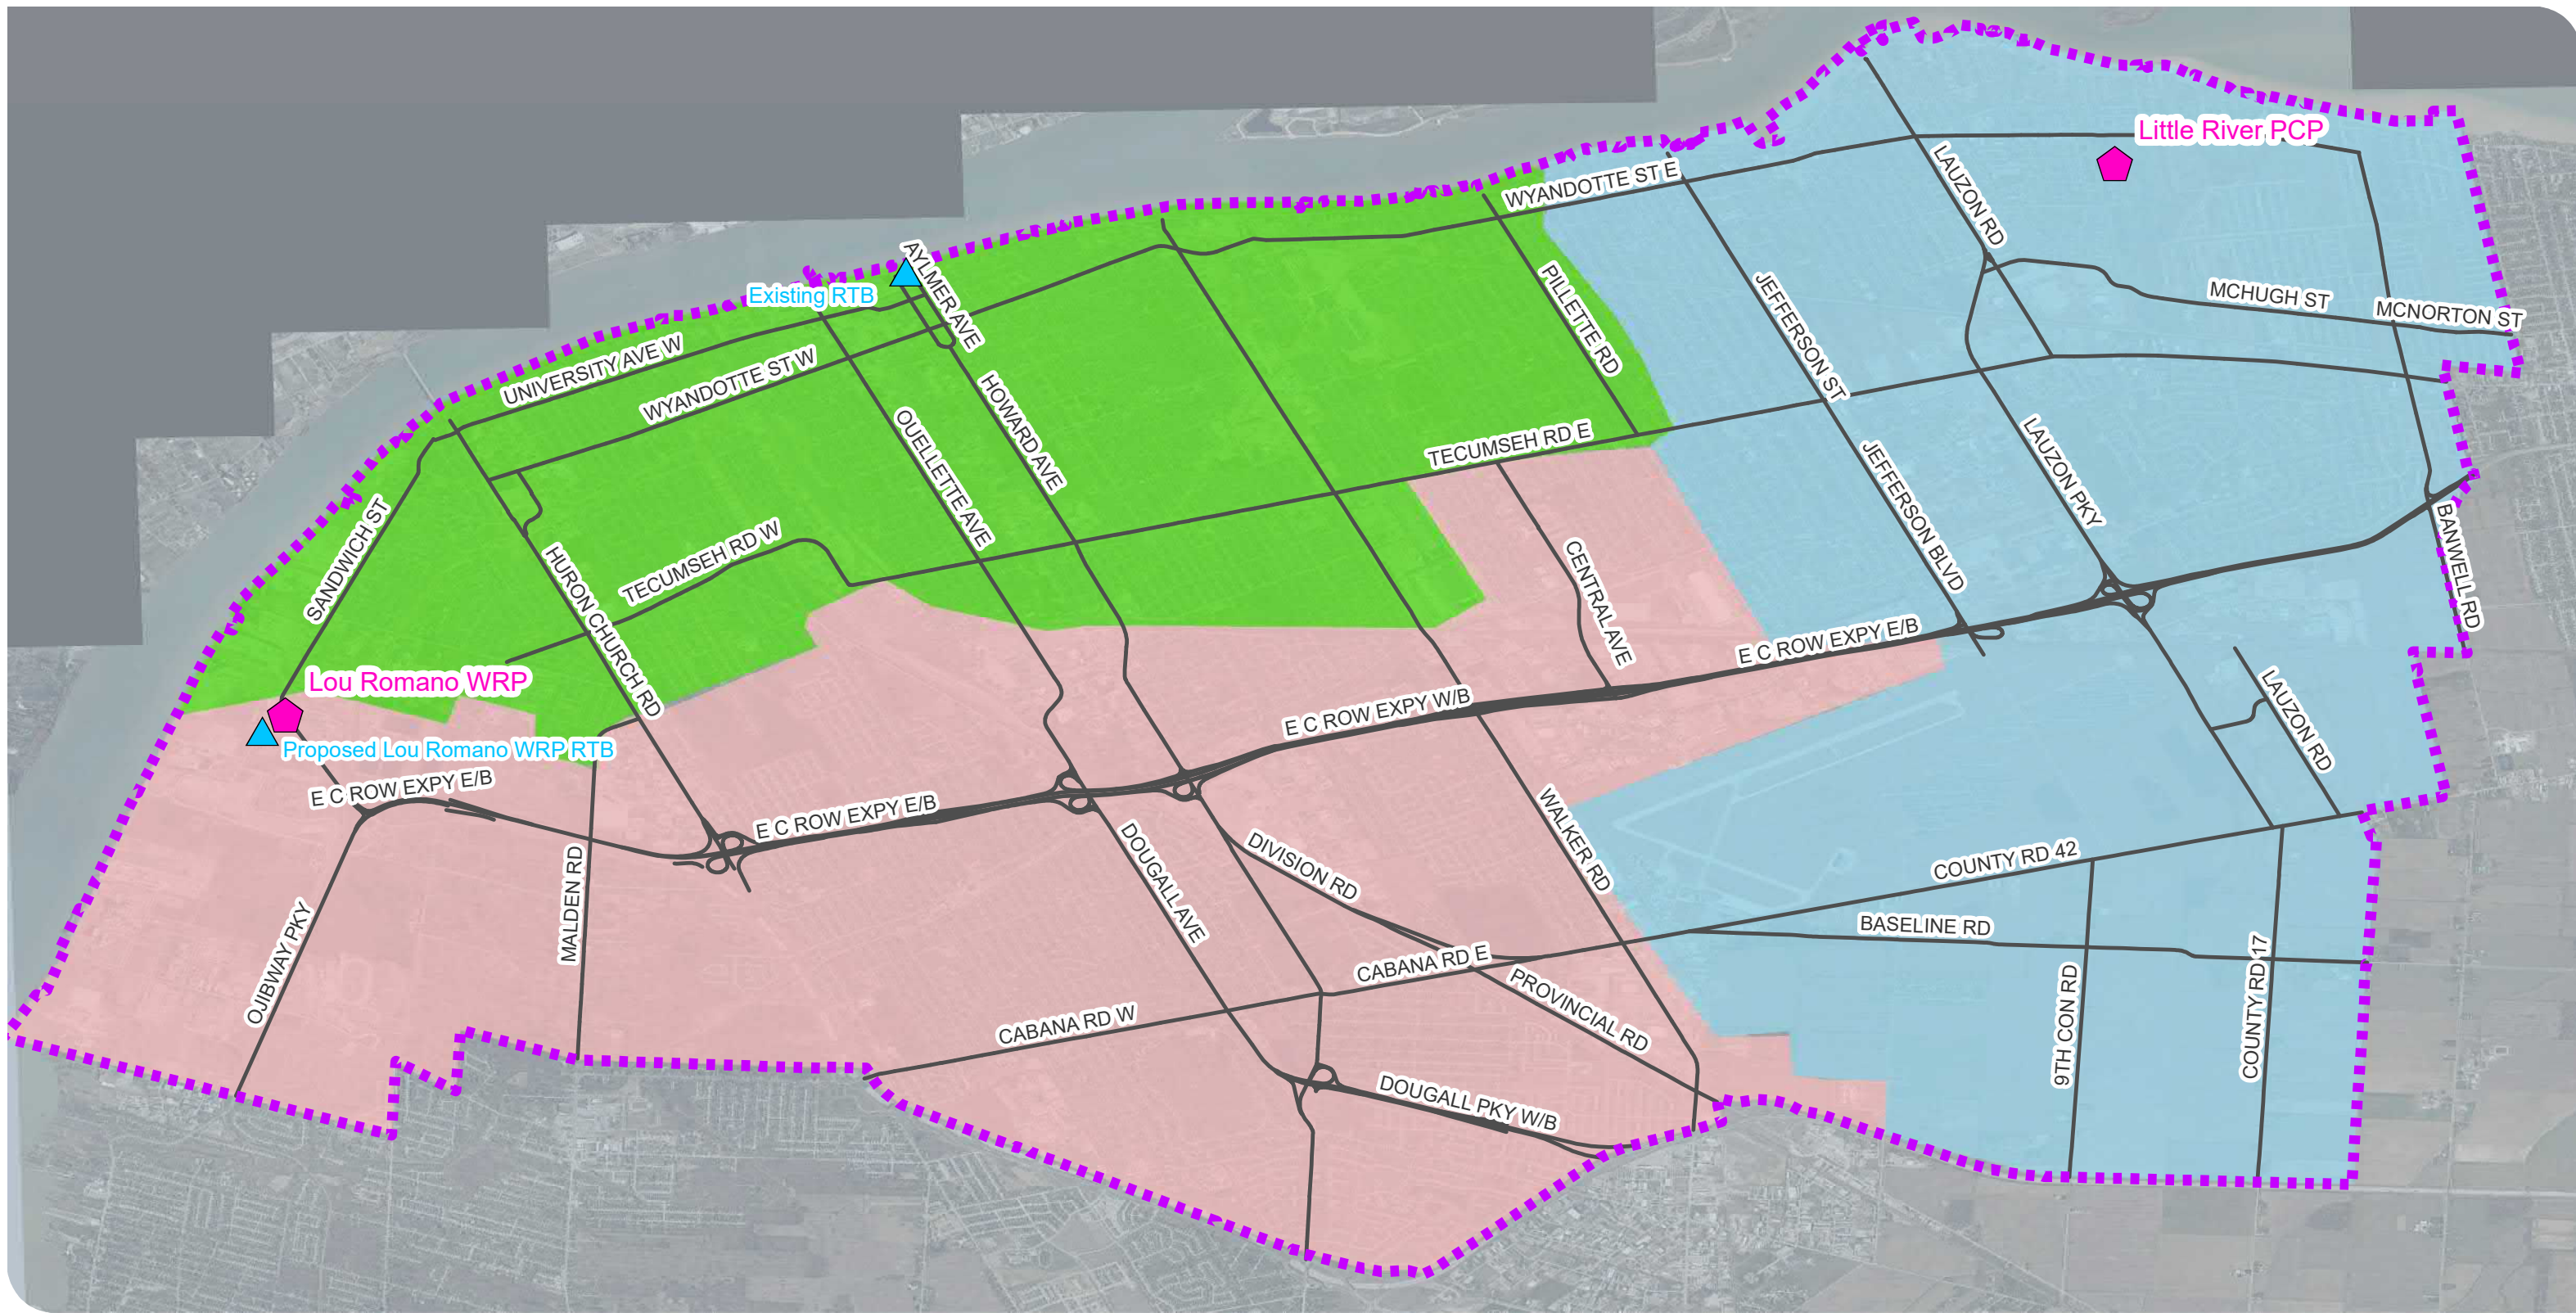 Little River PCP
LAUZON RD
WYANDOTTE ST E
AYLMER AVE
Existing RTB
PILLETTE RD
JEFFERSON ST
MCHUGH ST
MCNORTON ST
UNIVERSITY AVE W
WYANDOTTE ST W
HOWARD AVE
OUELLETTE AVE
TECUMSEH RD E
LAUZON PKY
JEFFERSON BLVD
SANDWICH ST
HURON CHURCH RD
TECUMSEH RD W
CENTRAL AVE
BANWELL RD
E C ROW EXPY E/B
Lou Romano WRP
E C ROW EXPY W/B
LAUZON RD
Proposed Lou Romano WRP RTB
E C ROW EXPY E/B
E C ROW EXPY E/B
WALKER RD
DIVISION RD
DOUGALL AVE
COUNTY RD 42
MALDEN RD
BASELINE RD
OJIBWAY PKY
CABANA RD E
CABANA RD W
PROVINCIAL RD
9TH CON RD
COUNTY RD 17
DOUGALL PKY W/B